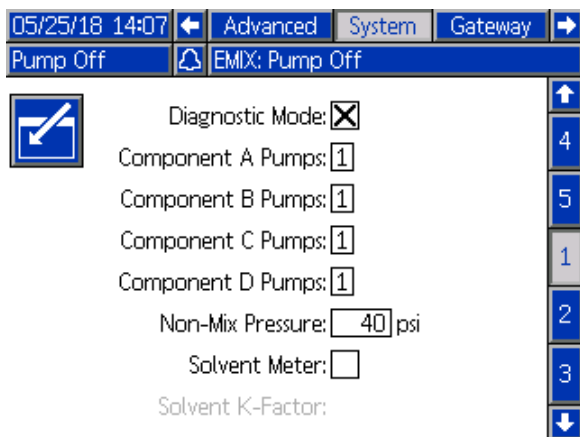 05/25/18 14:07 Advanced System Gateway
Pump Off EMIX: Pump Off
Diagnostic Mode:
4
Component A Pumps: 1
Component B Pumps: 1
5
Component C Pumps: 1
1
Component D Pumps: 1
Non-Mix Pressure: 40 psi
2
Solvent Meter:
3
Solvent K-Factor: